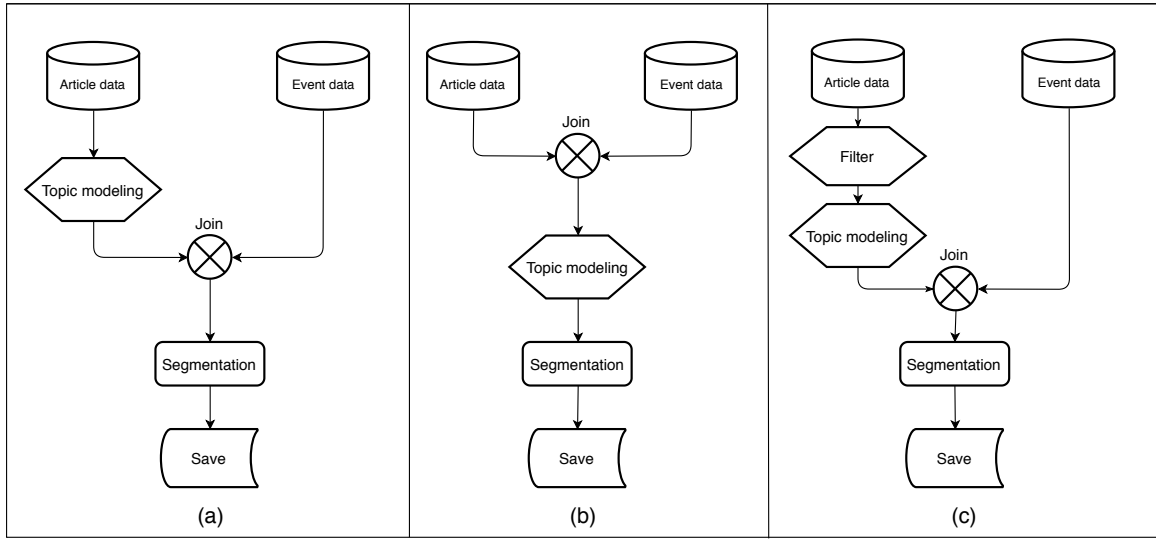 Article data
Event data
Topic modeling
Join
Segmentation
Save
(a)
Article data
Event data
Join
Topic modeling
Segmentation
Save
(b)
Article data
Event data
Filter
Topic modeling
Join
Segmentation
Save
(c)